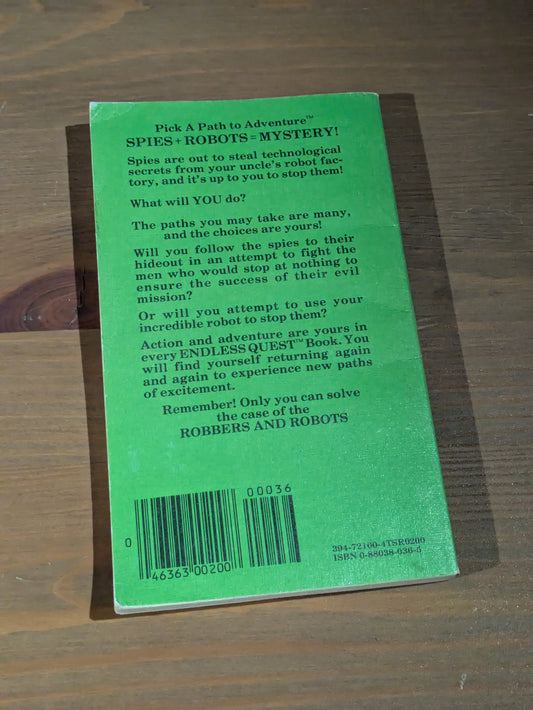 Pick A Path to Adventure™
SPIES + ROBOTS = MYSTERY!
Spies are out to steal technological
secrets from your uncle's robot fac-
tory, and it's up to you to stop them!
What will YOU do?
The paths you may take are many,
and the choices are yours!
Will you follow the spies to their
hideout in an attempt to fight the
men who would stop at nothing to
ensure the success of their evil
mission?
Or will you attempt to use your
incredible robot to stop them?
Action and adventure are yours in
every ENDLESS QUEST™ Book. You
will find yourself returning again
and again to experience new paths
of excitement.
Remember! Only you can solve
the case of the
ROBBERS AND ROBOTS
00036
0 46363 00200
394-72100-4TSR0200
ISBN 0-88038-036-5